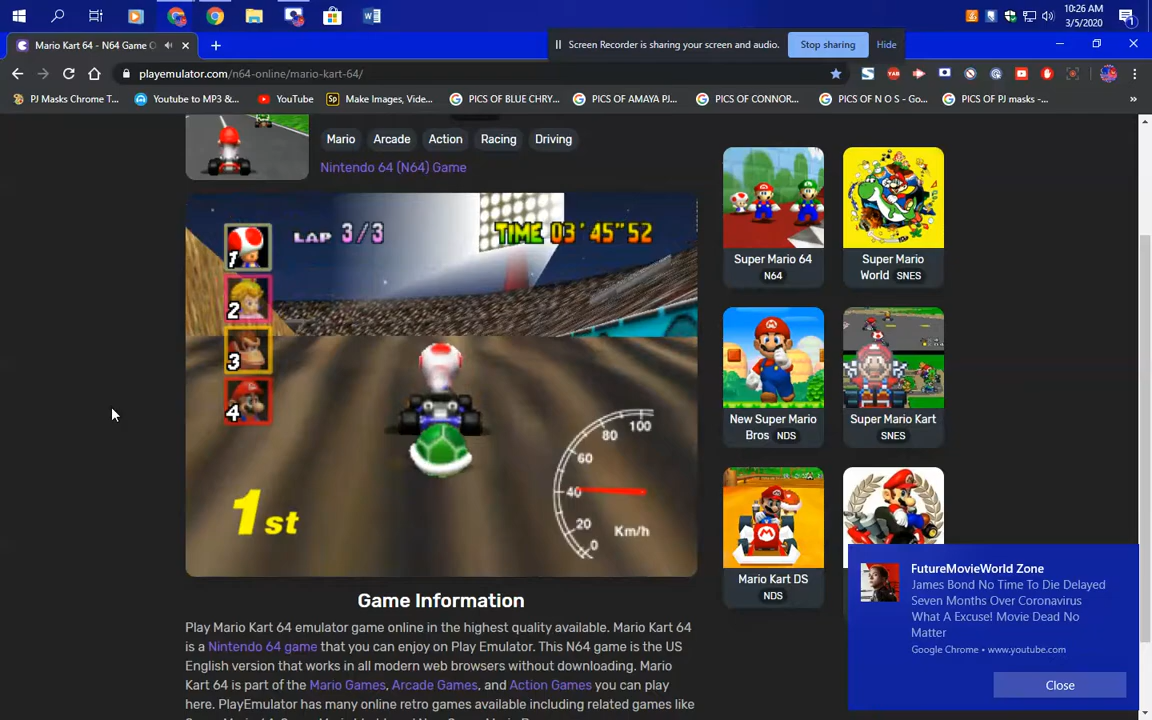 10:26 AM
3/5/2020
1
Mario Kart 64 - N64 Game O
Screen Recorder is sharing your screen and audio.
Stop sharing
Hide
playemulator.com/n64-online/mario-kart-64/
PJ Masks Chrome T...
Youtube to MP3 &...
YouTube
Make Images, Vide...
PICS OF BLUE CHRY...
PICS OF AMAYA PJ...
PICS OF CONNOR...
PICS OF N O S - Go...
PICS OF PJ masks -...
Mario
Arcade
Action
Racing
Driving
Nintendo 64 (N64) Game
LAP 3/3
TIME 03'45"52
1
2
3
4
1st
100
80
60
40
20
0
Km/h
Super Mario 64
N64
Super Mario
World SNES
New Super Mario
Bros NDS
Super Mario Kart
SNES
Mario Kart DS
NDS
Game Information
Play Mario Kart 64 emulator game online in the highest quality available. Mario Kart 64
is a Nintendo 64 game that you can enjoy on Play Emulator. This N64 game is the US
English version that works in all modern web browsers without downloading. Mario
Kart 64 is part of the Mario Games, Arcade Games, and Action Games you can play
here. PlayEmulator has many online retro games available including related games like
FutureMovieWorld Zone
James Bond No Time To Die Delayed
Seven Months Over Coronavirus
What A Excuse! Movie Dead No
Matter
Google Chrome • www.youtube.com
Close